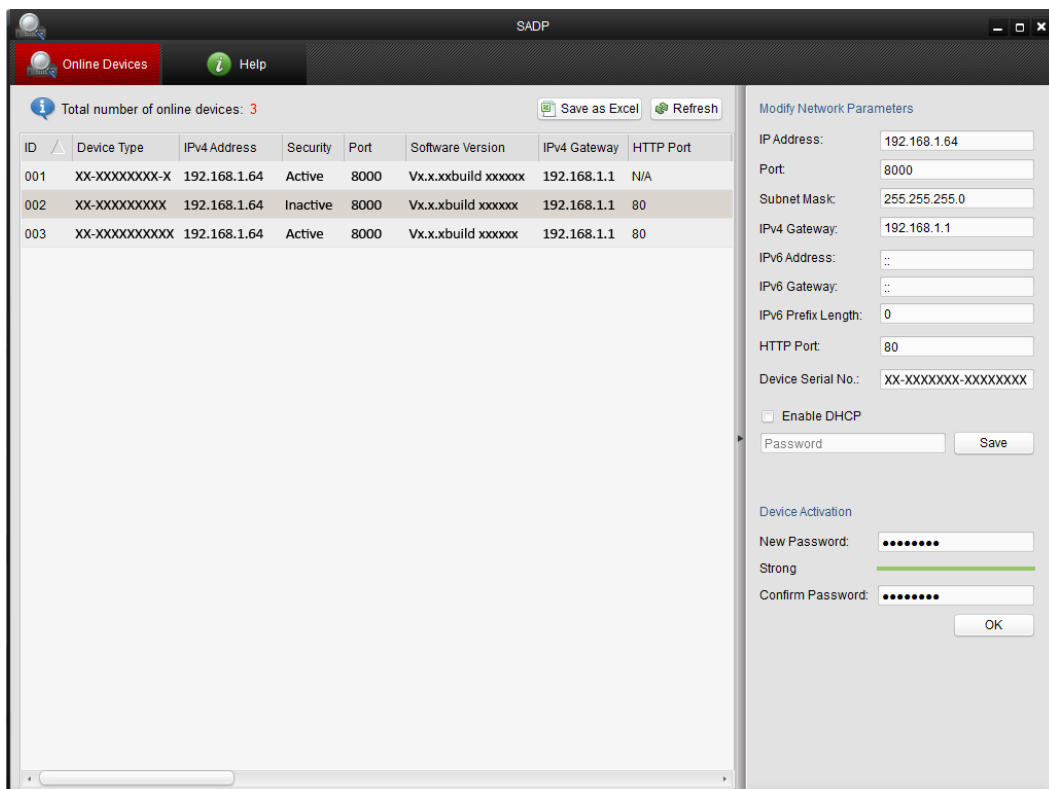 SADP
Online Devices
Help
Total number of online devices: 3
Save as Excel
Refresh
ID Device Type IPv4 Address Security Port Software Version IPv4 Gateway HTTP Port
001 XX-XXXXXXXX-X 192.168.1.64 Active 8000 Vx.x.xxbuild xxxxxx 192.168.1.1 N/A
002 XX-XXXXXXXXX 192.168.1.64 Inactive 8000 Vx.x.xbuild xxxxxx 192.168.1.1 80
003 XX-XXXXXXXXXX 192.168.1.64 Active 8000 Vx.x.xbuild xxxxxx 192.168.1.1 80
Modify Network Parameters
IP Address: 192.168.1.64
Port: 8000
Subnet Mask: 255.255.255.0
IPv4 Gateway: 192.168.1.1
IPv6 Address: ::
IPv6 Gateway: ::
IPv6 Prefix Length: 0
HTTP Port: 80
Device Serial No.: XX-XXXXXXX-XXXXXXXX
Enable DHCP
Password
Save
Device Activation
New Password: ●●●●●●●●
Strong
Confirm Password: ●●●●●●●●
OK